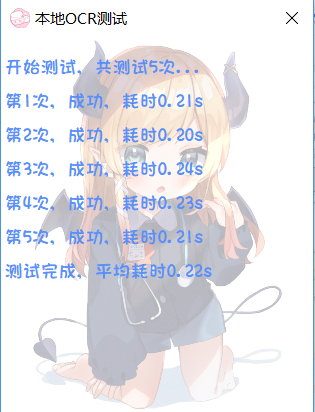 本地OCR测试
开始测试，共测试5次...
第1次，成功，耗时0.21s
第2次，成功，耗时0.20s
第3次，成功，耗时0.24s
第4次，成功，耗时0.23s
第5次，成功，耗时0.21s
测试完成，平均耗时0.22s